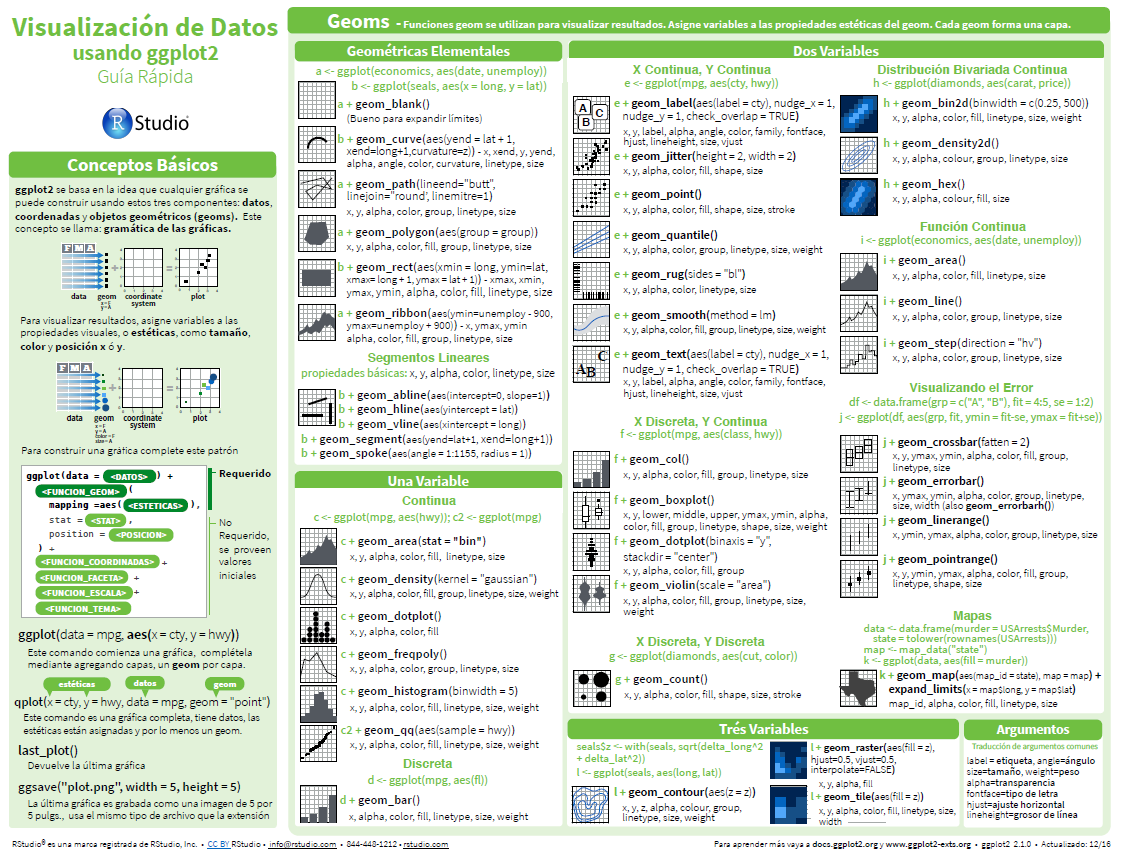 Visualización de Datos
usando ggplot2
Guía Rápida
R Studio®
Conceptos Básicos
ggplot2 se basa en la idea que cualquier gráfica se
puede construir usando estos tres componentes: datos,
coordenadas y objetos geométricos (geoms). Este
concepto se llama: gramática de las gráficas.
F M A
data
geom
x = F
y = A
coordinate
system
plot
Para visualizar resultados, asigne variables a las
propiedades visuales, o estéticas, como tamaño,
color y posición x ó y.
F M A
data
geom
x = F
y = A
color = F
size = A
coordinate
system
plot
Para construir una gráfica complete este patrón
ggplot(data = <DATOS>) +
<FUNCION_GEOM>(
mapping =aes(<ESTETICAS>),
stat = <STAT>,
position = <POSICION>
) +
<FUNCION_COORDINADAS> +
<FUNCION_FACETA> +
<FUNCION_ESCALA>+
<FUNCION_TEMA>
Requerido
No
Requerido,
se proveen
valores
iniciales
ggplot(data = mpg, aes(x = cty, y = hwy))
Este comando comienza una gráfica, complétela
mediante agregando capas, un geom por capa.
estéticas datos geom
qplot(x = cty, y = hwy, data = mpg, geom = "point")
Este comando es una gráfica completa, tiene datos, las
estéticas están asignadas y por lo menos un geom.
last_plot()
Devuelve la última gráfica
ggsave("plot.png", width = 5, height = 5)
La última gráfica es grabada como una imagen de 5 por
5 pulgs., usa el mismo tipo de archivo que la extensión
Geoms - Funciones geom se utilizan para visualizar resultados. Asigne variables a las propiedades estéticas del geom. Cada geom forma una capa.
Geométricas Elementales
a <- ggplot(economics, aes(date, unemploy))
b <- ggplot(seals, aes(x = long, y = lat))
a + geom_blank()
(Bueno para expandir límites)
b + geom_curve(aes(yend = lat + 1,
xend=long+1,curvature=z)) - x, xend, y, yend,
alpha, angle, color, curvature, linetype, size
a + geom_path(lineend="butt",
linejoin="round', linemitre=1)
x, y, alpha, color, group, linetype, size
a + geom_polygon(aes(group = group))
x, y, alpha, color, fill, group, linetype, size
b + geom_rect(aes(xmin = long, ymin=lat,
xmax= long + 1, ymax = lat + 1)) - xmax, xmin,
ymax, ymin, alpha, color, fill, linetype, size
a + geom_ribbon(aes(ymin=unemploy - 900,
ymax=unemploy + 900)) - x, ymax, ymin
alpha, color, fill, group, linetype, size
Segmentos Lineares
propiedades básicas: x, y, alpha, color, linetype, size
b + geom_abline(aes(intercept=0, slope=1))
b + geom_hline(aes(yintercept = lat))
b + geom_vline(aes(xintercept = long))
b + geom_segment(aes(yend=lat+1, xend=long+1))
b + geom_spoke(aes(angle = 1:1155, radius = 1))
Una Variable
Continua
c <- ggplot(mpg, aes(hwy)); c2 <- ggplot(mpg)
c + geom_area(stat = "bin")
x, y, alpha, color, fill, linetype, size
c + geom_density(kernel = "gaussian")
x, y, alpha, color, fill, group, linetype, size, weight
c + geom_dotplot()
x, y, alpha, color, fill
c + geom_freqpoly()
x, y, alpha, color, group, linetype, size
c + geom_histogram(binwidth = 5)
x, y, alpha, color, fill, linetype, size, weight
c2 + geom_qq(aes(sample = hwy))
x, y, alpha, color, fill, linetype, size, weight
Discreta
d <- ggplot(mpg, aes(fl))
d + geom_bar()
x, alpha, color, fill, linetype, size, weight
Dos Variables
X Continua, Y Continua
e <- ggplot(mpg, aes(cty, hwy))
A B C
e + geom_label(aes(label = cty), nudge_x = 1,
nudge_y = 1, check_overlap = TRUE)
x, y, label, alpha, angle, color, family, fontface,
hjust, lineheight, size, vjust
e + geom_jitter(height = 2, width = 2)
x, y, alpha, color, fill, shape, size
e + geom_point()
x, y, alpha, color, fill, shape, size, stroke
e + geom_quantile()
x, y, alpha, color, group, linetype, size, weight
e + geom_rug(sides = "bl")
x, y, alpha, color, linetype, size
e + geom_smooth(method = lm)
x, y, alpha, color, fill, group, linetype, size, weight
A B C
e + geom_text(aes(label = cty), nudge_x = 1,
nudge_y = 1, check_overlap = TRUE)
x, y, label, alpha, angle, color, family, fontface,
hjust, lineheight, size, vjust
X Discreta, Y Continua
f <- ggplot(mpg, aes(class, hwy))
f + geom_col()
x, y, alpha, color, fill, group, linetype, size
f + geom_boxplot()
x, y, lower, middle, upper, ymax, ymin, alpha,
color, fill, group, linetype, shape, size, weight
f + geom_dotplot(binaxis = "y",
stackdir = "center")
x, y, alpha, color, fill, group
f + geom_violin(scale = "area")
x, y, alpha, color, fill, group, linetype, size,
weight
X Discreta, Y Discreta
g <- ggplot(diamonds, aes(cut, color))
g + geom_count()
x, y, alpha, color, fill, shape, size, stroke
Distribución Bivariada Continua
h <- ggplot(diamonds, aes(carat, price))
h + geom_bin2d(binwidth = c(0.25, 500))
x, y, alpha, color, fill, linetype, size, weight
h + geom_density2d()
x, y, alpha, colour, group, linetype, size
h + geom_hex()
x, y, alpha, colour, fill, size
Función Continua
i <- ggplot(economics, aes(date, unemploy))
i + geom_area()
x, y, alpha, color, fill, linetype, size
i + geom_line()
x, y, alpha, color, group, linetype, size
i + geom_step(direction = "hv")
x, y, alpha, color, group, linetype, size
Visualizando el Error
df <- data.frame(grp = c("A", "B"), fit = 4:5, se = 1:2)
j <- ggplot(df, aes(grp, fit, ymin = fit-se, ymax = fit+se))
j + geom_crossbar(fatten = 2)
x, y, ymax, ymin, alpha, color, fill, group,
linetype, size
j + geom_errorbar()
x, ymax, ymin, alpha, color, group, linetype,
size, width (also geom_errorbarh())
j + geom_linerange()
x, ymin, ymax, alpha, color, group, linetype, size
j + geom_pointrange()
x, y, ymin, ymax, alpha, color, fill, group,
linetype, shape, size
Mapas
data <- data.frame(murder = USArrests$Murder,
state = tolower(rownames(USArrests)))
map <- map_data("state")
k <- ggplot(data, aes(fill = murder))
k + geom_map(aes(map_id = state), map = map) +
expand_limits(x = map$long, y = map$lat)
map_id, alpha, color, fill, linetype, size
Trés Variables
seals$z <- with(seals, sqrt(delta_long^2
+ delta_lat^2))
l <- ggplot(seals, aes(long, lat))
l + geom_contour(aes(z = z))
x, y, z, alpha, colour, group,
linetype, size, weight
l + geom_raster(aes(fill = z),
hjust=0.5, vjust=0.5,
interpolate=FALSE)
x, y, alpha, fill
l + geom_tile(aes(fill = z))
x, y, alpha, color, fill, linetype, size,
width
Argumentos
Traducción de argumentos comunes
label = etiqueta, angle=ángulo
size=tamaño, weight=peso
alpha=transparencia
fontface=tipo de letra
hjust=ajuste horizontal
lineheight=grosor de línea
RStudio® es una marca registrada de RStudio, Inc. • CC BY RStudio • info@rstudio.com • 844-448-1212 • rstudio.com
Para aprender más vaya a docs.ggplot2.org y www.ggplot2-exts.org • ggplot2 2.1.0 • Actualizado: 12/16